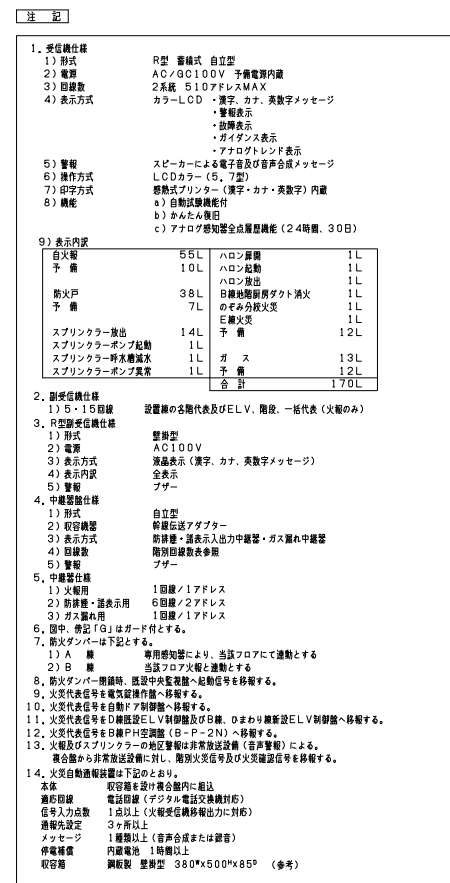 注　記
1．受信機仕様
1）形式　R型　蓄積式　自立型
2）電源　AC/GC100V　予備電源内蔵
3）回線数　2系統　510アドレスMAX
4）表示方式　カラーLCD　・漢字、カナ、英数字メッセージ
・警報表示
・故障表示
・ガイダンス表示
・アナログトレンド表示
5）警報　スピーカーによる電子音及び音声合成メッセージ
6）操作方式　LCDカラー（5．7型）
7）印字方式　感熱式プリンター（漢字・カナ・英数字）内蔵
8）機能　a）自動試験機能付
b）かんたん復旧
c）アナログ感知器全点履歴機能（24時間、30日）
9）表示内訳
自火報　55L　ハロン扉開　1L
予　備　10L　ハロン起動　1L
ハロン放出　1L
防火戸　38L　B棟地階厨房ダクト消火　1L
予　備　7L　のぞみ分校火災　1L
E棟火災　1L
スプリンクラー放出　14L　予　備　12L
スプリンクラーポンプ起動　1L
スプリンクラー呼水槽減水　1L　ガ　ス　13L
スプリンクラーポンプ異常　1L　予　備　12L
合　計　170L
2．副受信機仕様
1）5・15回線　設置棟の各階代表及びELV、階段、一括代表（火報のみ）
3．R型副受信機仕様
1）形式　壁掛型
2）電源　AC100V
3）表示方式　液晶表示（漢字、カナ、英数字メッセージ）
4）表示内訳　全表示
5）警報　ブザー
4．中継器盤仕様
1）形式　自立型
2）収容機器　幹線伝送アダプター
3）表示方式　防排煙・諸表示入出力中継器・ガス漏れ中継器
4）回線数　階別回線数表参照
5）警報　ブザー
5．中継器仕様
1）火報用　1回線/1アドレス
2）防排煙・諸表示用　6回線/2アドレス
3）ガス漏れ用　1回線/1アドレス
6．図中、傍記「G」はガード付とする。
7．防火ダンパーは下記とする。
1）A　棟　専用感知器により、当該フロアにて連動とする
2）B　棟　当該フロア火報と連動とする
8．防火ダンパー閉鎖時、既設中央監視盤へ起動信号を移報する。
9．火災代表信号を電気錠操作盤へ移報する。
10．火災代表信号を自動ドア制御盤へ移報する。
11．火災代表信号をD棟既設ELV制御盤及びB棟、ひまわり棟新設ELV制御盤へ移報する。
12．火災代表信号をB棟PH空調盤（B-P-2N）へ移報する。
13．火報及びスプリンクラーの地区警報は非常放送設備（音声警報）による。
複合盤から非常放送設備に対し、階別火災信号及び火災確認信号を移報する。
14．火災自動通報装置は下記のとおり。
本体　収容箱を設け複合盤内に組込
適応回線　電話回線（デジタル電話交換機対応）
信号入力点数　1点以上（火報受信機移報出力に対応）
通報先設定　3ヶ所以上
メッセージ　1種類以上（音声合成または録音）
停電補償　内蔵電池　1時間以上
収容箱　鋼板製　壁掛型　380ᵂX500ᴴX85ᴰ　（参考）